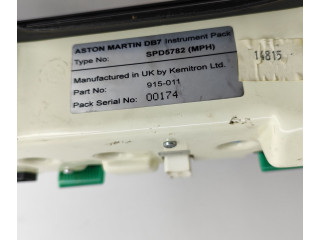 ASTON MARTIN DB7 Instrument Pack
Type No: SPD5782 (MPH)
Manufactured in UK by Kemitron Ltd.
Part No: 915-011
Pack Serial No: 00174
14815